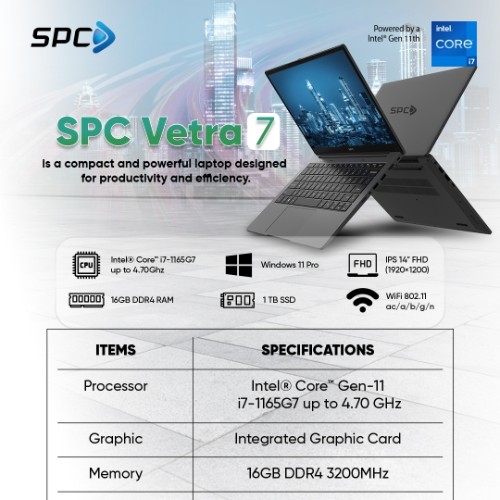 SPC
Powered by a
Intel® Gen 11th
intel
CORE
i7
SPC
SPC Vetra 7
is a compact and powerful laptop designed
for productivity and efficiency.
CPU
Intel® Core™ i7-1165G7
up to 4.70Ghz
Windows 11 Pro
FHD
IPS 14" FHD
(1920×1200)
16GB DDR4 RAM
1 TB SSD
WiFi 802.11
ac/a/b/g/n
ITEMS SPECIFICATIONS
Processor Intel® Core™ Gen-11
i7-1165G7 up to 4.70 GHz
Graphic Integrated Graphic Card
Memory 16GB DDR4 3200MHz